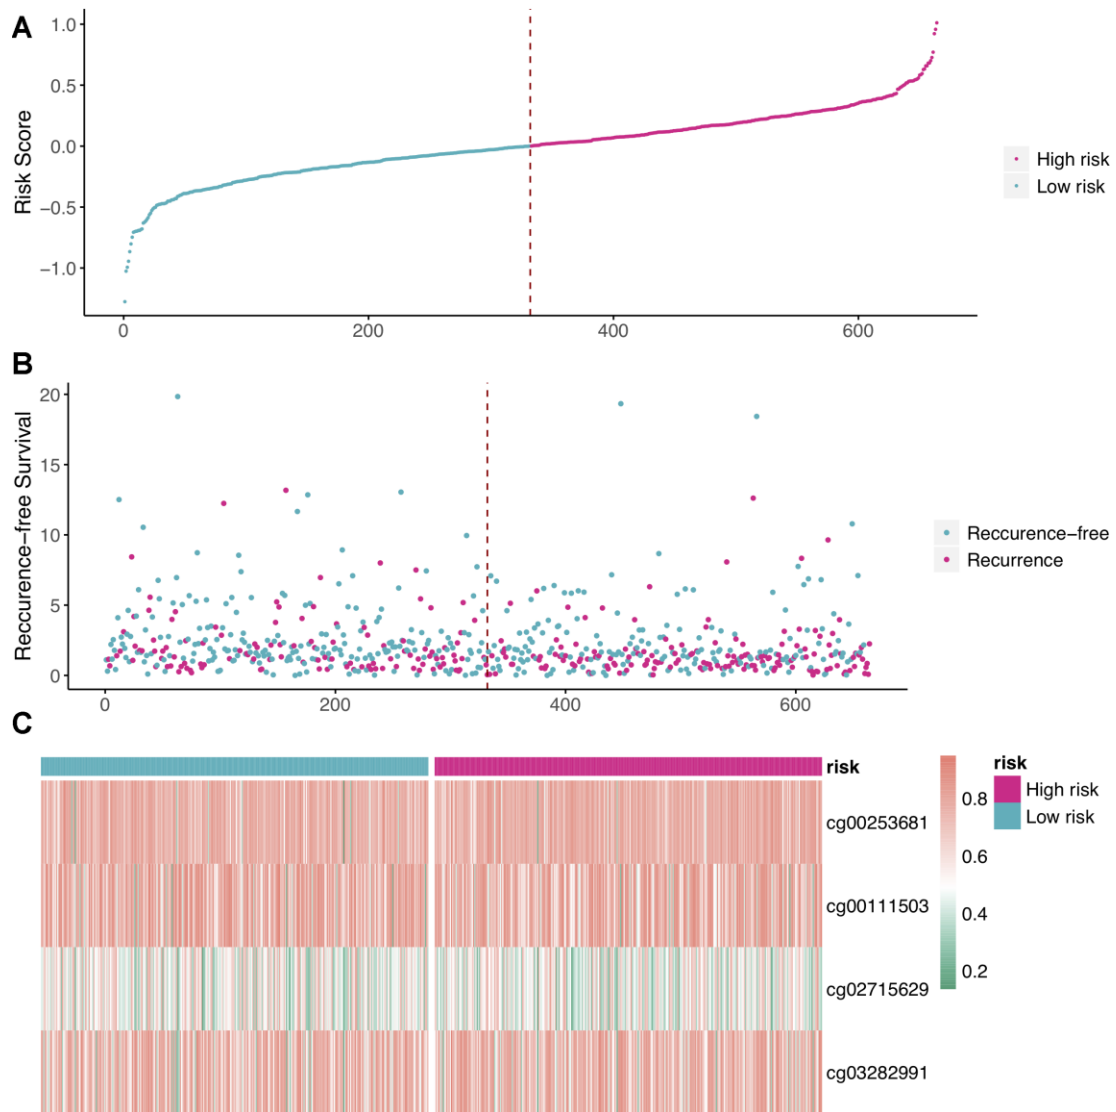 A
Risk Score
1.0
0.5
0.0
−0.5
−1.0
0
200
400
600
High risk
Low risk
B
Reccurence−free Survival
20
15
10
5
0
0
200
400
600
Reccurence−free
Recurrence
C
risk
cg00253681
cg00111503
cg02715629
cg03282991
0.8
0.6
0.4
0.2
risk
High risk
Low risk